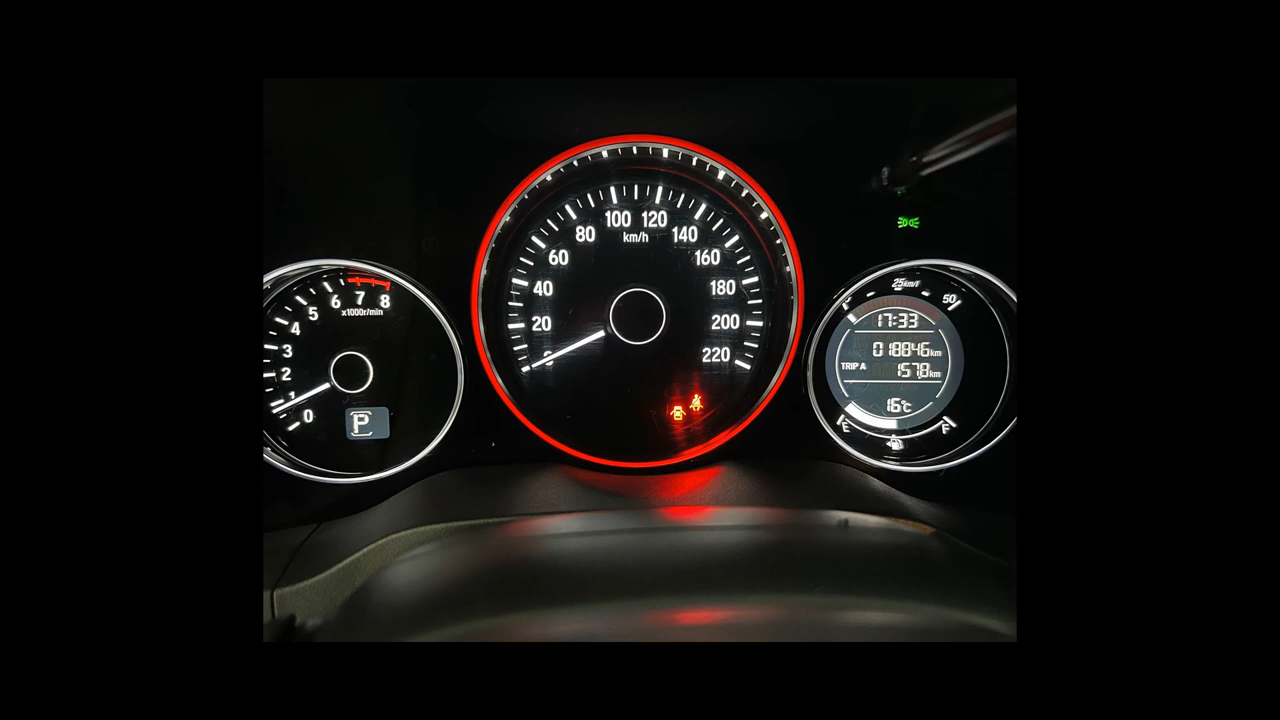 100 120
80 km/h 140
60 160
40 180
20 200
0 220
6 7 8
5 x1000r/min
4
3
2
1
0
P
25km/ℓ
50
17:33
018846km
TRIP A 157.8km
16°C
E F